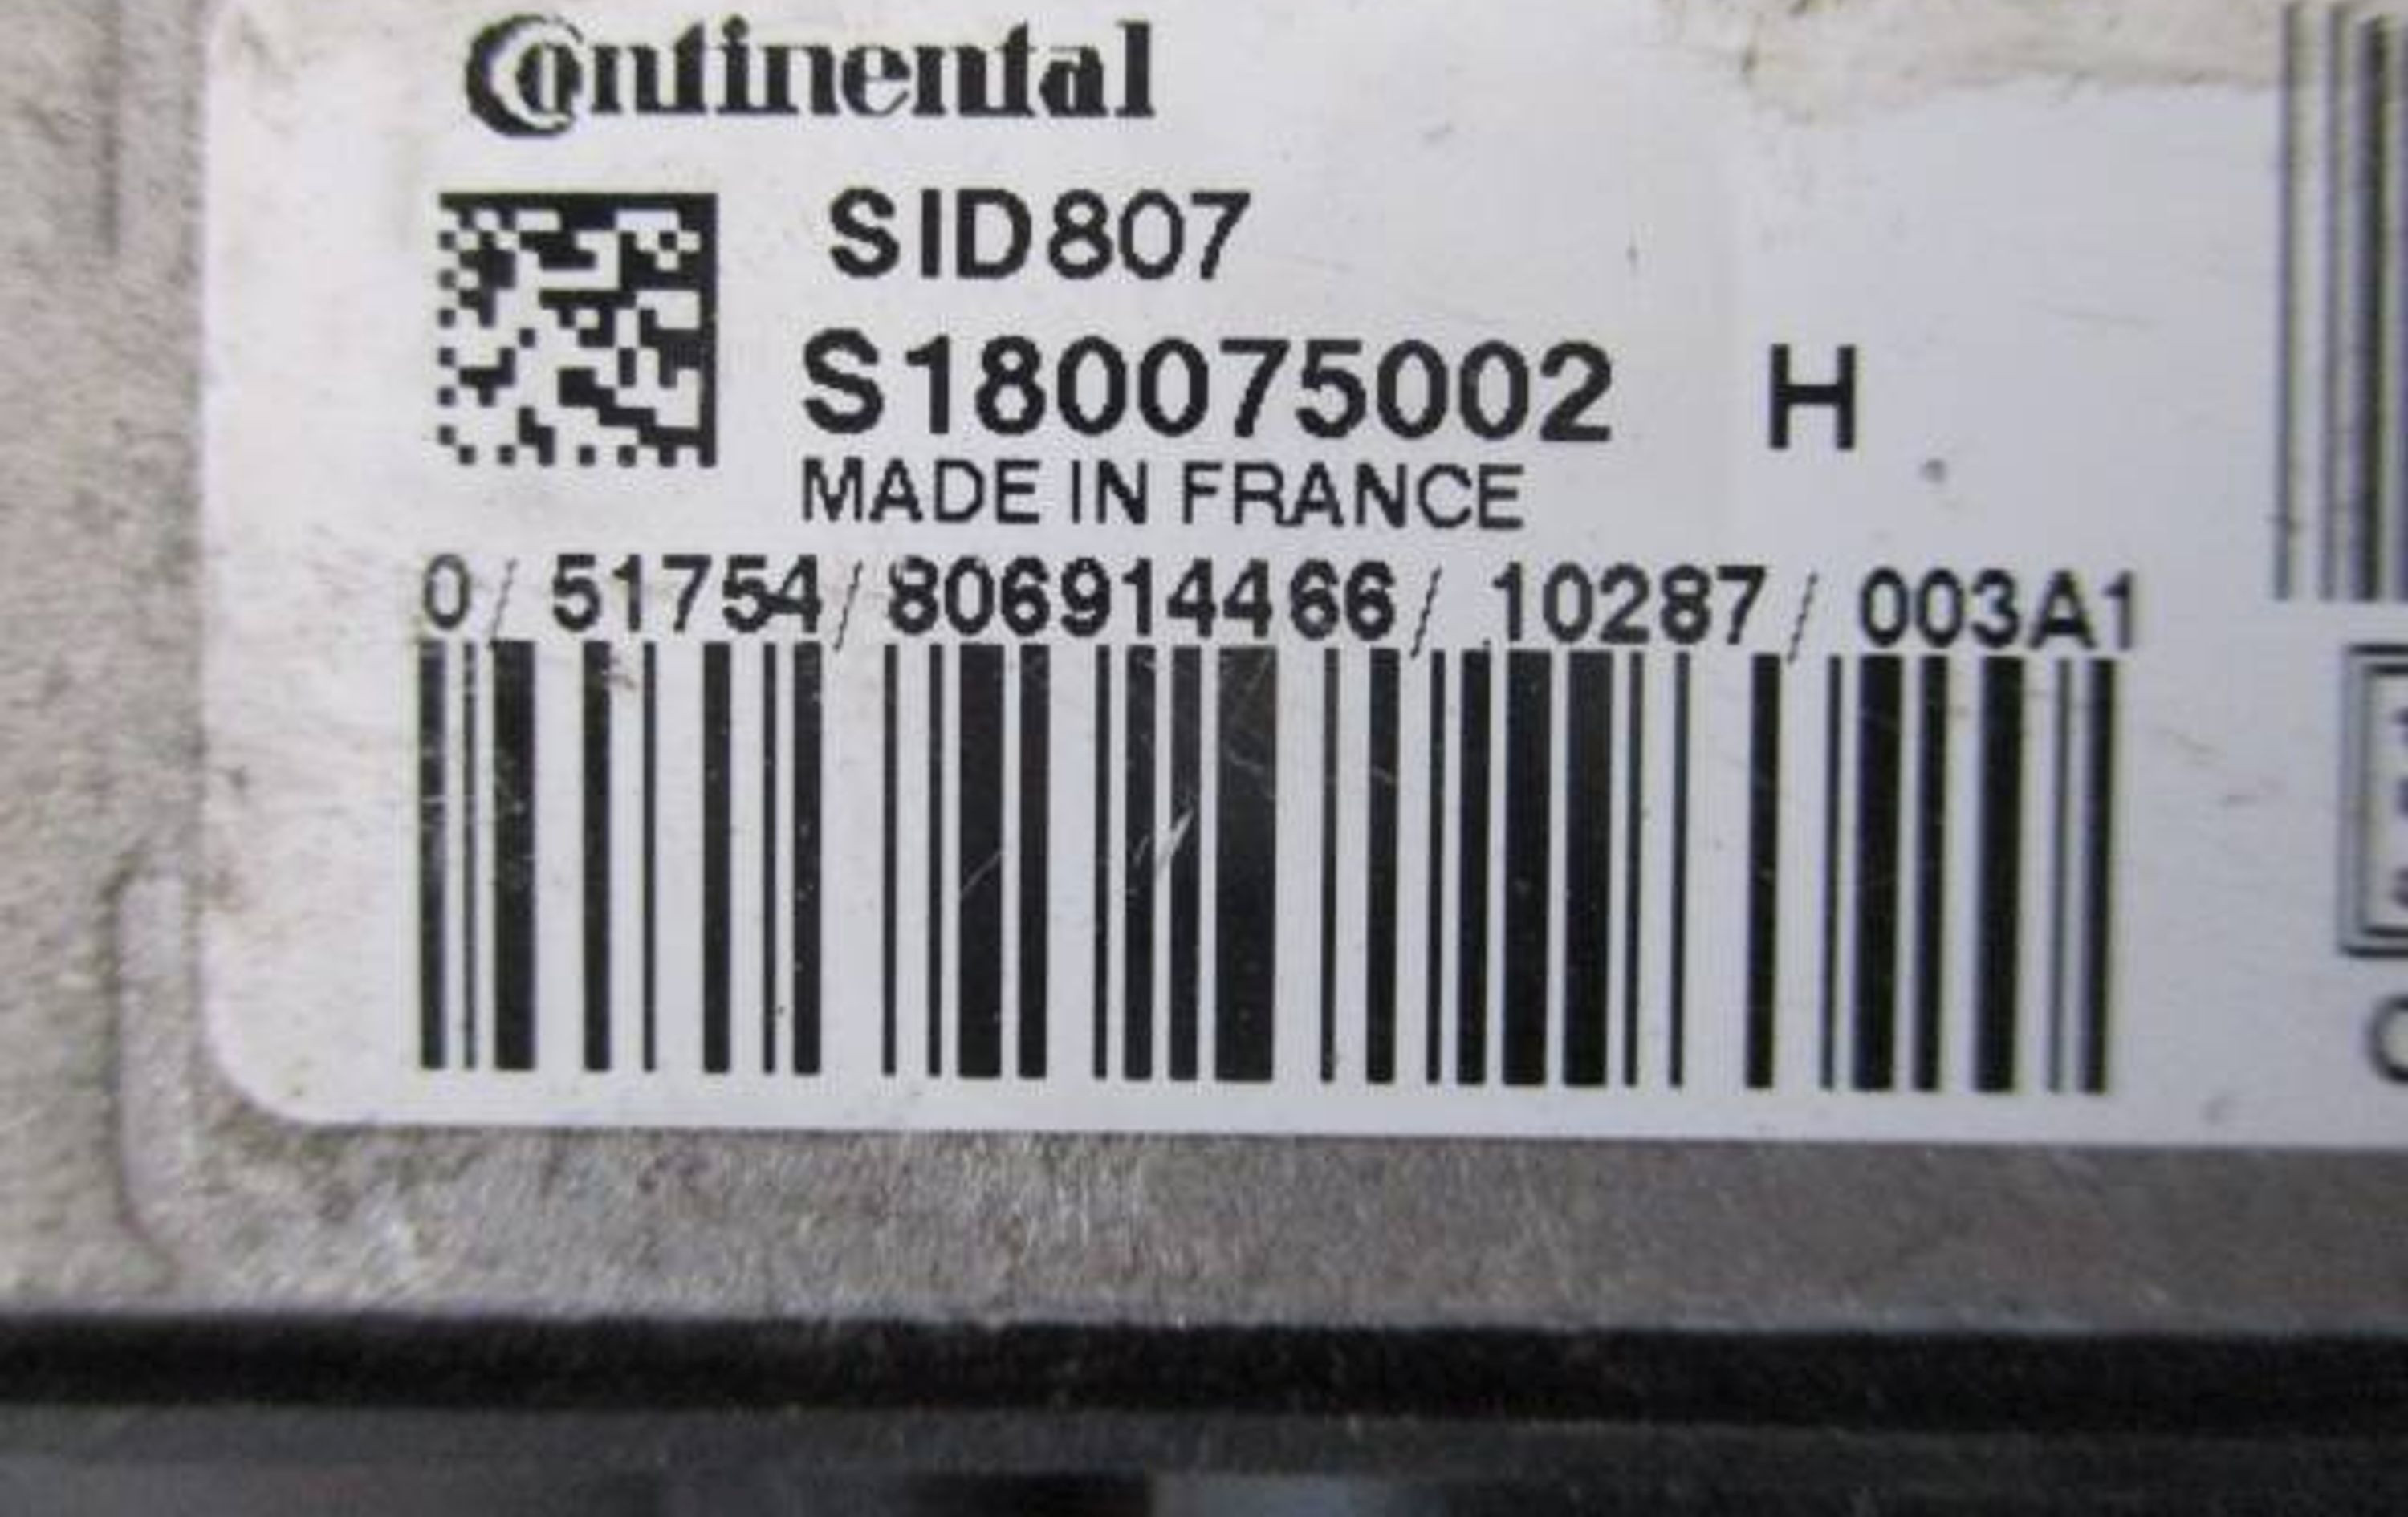 Continental
SID807
S180075002 H
MADE IN FRANCE
0/ 51754/ 806914466/ 10287/ 003A1